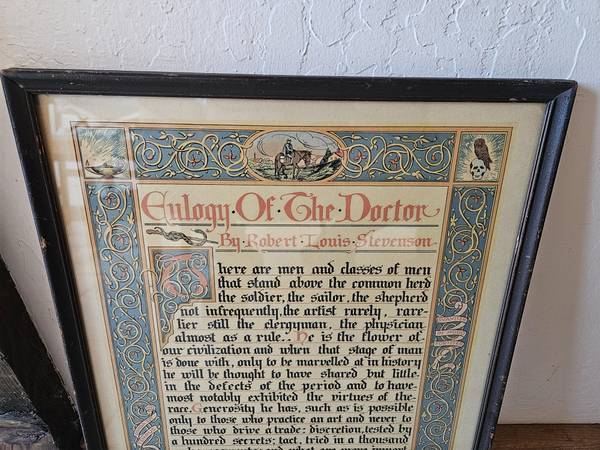 Eulogy·Of·The·Doctor
By·Robert·Louis·Stevenson
There are men and classes of men
that stand above the common herd
the soldier, the sailor, the shepherd
not infrequently, the artist rarely, rare-
lier still the clergyman, the physician
almost as a rule.. He is the flower of-
our civilization and when that stage of man
is done with, only to be marvelled at in history
he will be thought to have shared but little
in the defects of the period and to have-
most notably exhibited the virtues of the-
race. Generosity he has, such as is possible
only to those who practice an art and never to
those who drive a trade: discretion, tested by
a hundred secrets; tact, tried in a thousand